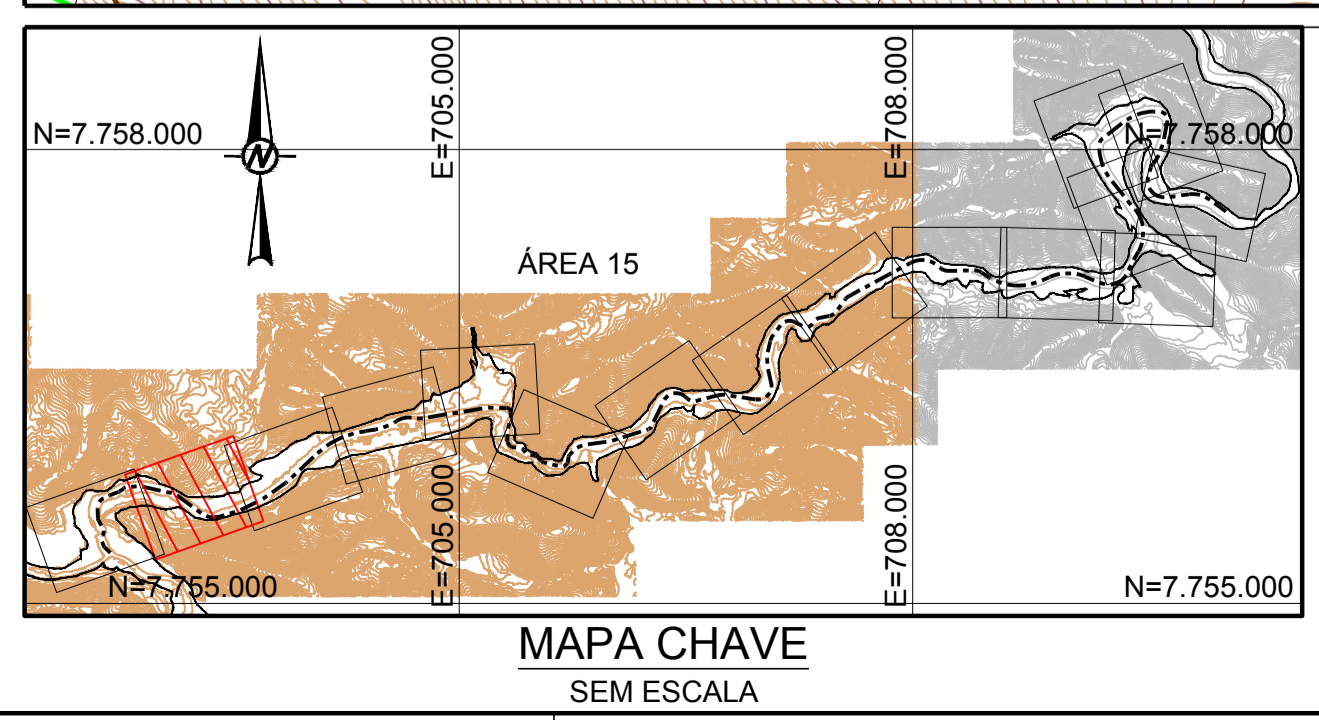 E=705.000
E=708.000
N=7.758.000
N=7.758.000
N
ÁREA 15
E=705.000
E=708.000
N=7.755.000
N=7.755.000
MAPA CHAVE
SEM ESCALA